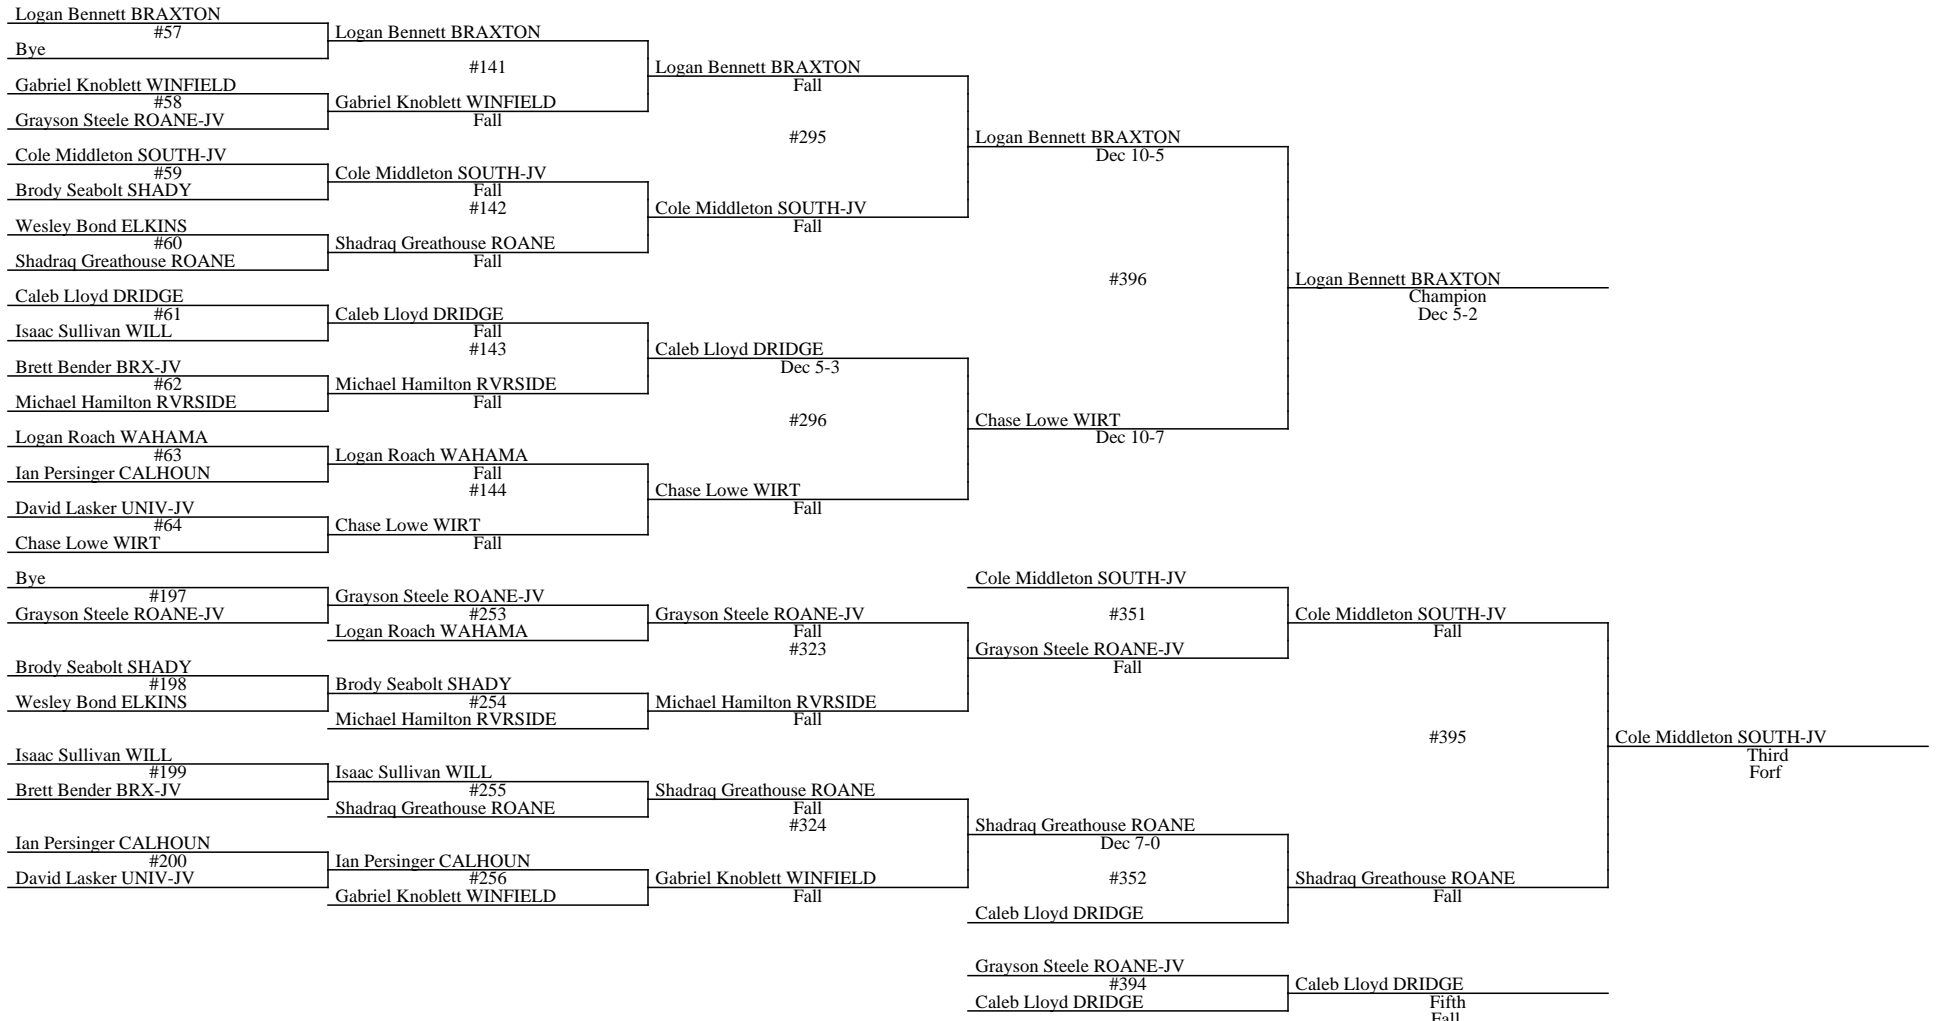 Logan Bennett BRAXTON
#57
Bye
Gabriel Knoblett WINFIELD
#58
Grayson Steele ROANE-JV
Cole Middleton SOUTH-JV
#59
Brody Seabolt SHADY
Wesley Bond ELKINS
#60
Shadraq Greathouse ROANE
Caleb Lloyd DRIDGE
#61
Isaac Sullivan WILL
Brett Bender BRX-JV
#62
Michael Hamilton RVRSIDE
Logan Roach WAHAMA
#63
Ian Persinger CALHOUN
David Lasker UNIV-JV
#64
Chase Lowe WIRT
Logan Bennett BRAXTON
#141
Gabriel Knoblett WINFIELD
Fall
Cole Middleton SOUTH-JV
Fall
#142
Shadraq Greathouse ROANE
Fall
Caleb Lloyd DRIDGE
Fall
#143
Michael Hamilton RVRSIDE
Fall
Logan Roach WAHAMA
Fall
#144
Chase Lowe WIRT
Fall
Logan Bennett BRAXTON
Fall
#295
Cole Middleton SOUTH-JV
Fall
Caleb Lloyd DRIDGE
Dec 5-3
#296
Chase Lowe WIRT
Fall
Logan Bennett BRAXTON
Dec 10-5
#396
Chase Lowe WIRT
Dec 10-7
Logan Bennett BRAXTON
Champion
Dec 5-2
Bye
#197
Grayson Steele ROANE-JV
Brody Seabolt SHADY
#198
Wesley Bond ELKINS
Isaac Sullivan WILL
#199
Brett Bender BRX-JV
Ian Persinger CALHOUN
#200
David Lasker UNIV-JV
Grayson Steele ROANE-JV
#253
Logan Roach WAHAMA
Brody Seabolt SHADY
#254
Michael Hamilton RVRSIDE
Isaac Sullivan WILL
#255
Shadraq Greathouse ROANE
Ian Persinger CALHOUN
#256
Gabriel Knoblett WINFIELD
Grayson Steele ROANE-JV
Fall
#323
Michael Hamilton RVRSIDE
Fall
Shadraq Greathouse ROANE
Fall
#324
Gabriel Knoblett WINFIELD
Fall
Cole Middleton SOUTH-JV
#351
Grayson Steele ROANE-JV
Fall
Shadraq Greathouse ROANE
Dec 7-0
#352
Caleb Lloyd DRIDGE
Cole Middleton SOUTH-JV
Fall
#395
Shadraq Greathouse ROANE
Fall
Cole Middleton SOUTH-JV
Third
Forf
Grayson Steele ROANE-JV
#394
Caleb Lloyd DRIDGE
Caleb Lloyd DRIDGE
Fifth
Fall